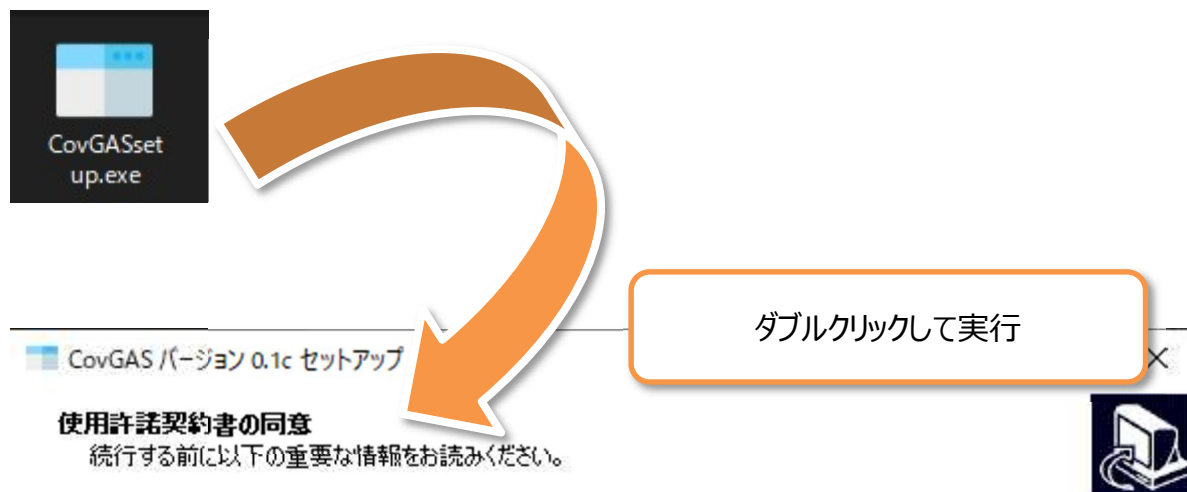 CovGASset
up.exe
ダブルクリックして実行
CovGAS バージョン 0.1c セットアップ
使用許諾契約書の同意
続行する前に以下の重要な情報をお読みください。